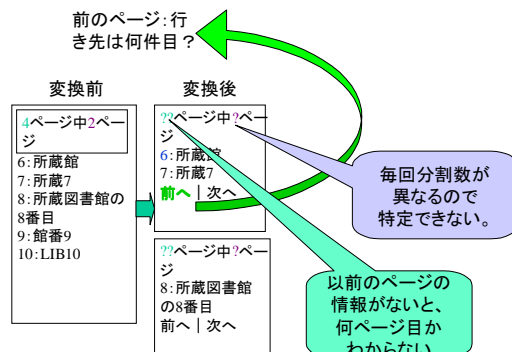 前のページ:行
き先は何件目？
変換前
変換後
4ページ中2ペー
ジ
6:所蔵館
7:所蔵7
8:所蔵図書館の
8番目
9:館番9
10:LIB10
??ページ中?ペー
ジ
6:所蔵館
7:所蔵7
前へ | 次へ
??ページ中?ペー
ジ
8:所蔵図書館
の8番目
前へ | 次へ
毎回分割数が
異なるので
特定できない。
以前のページの
情報がないと、
何ページ目か
わからない